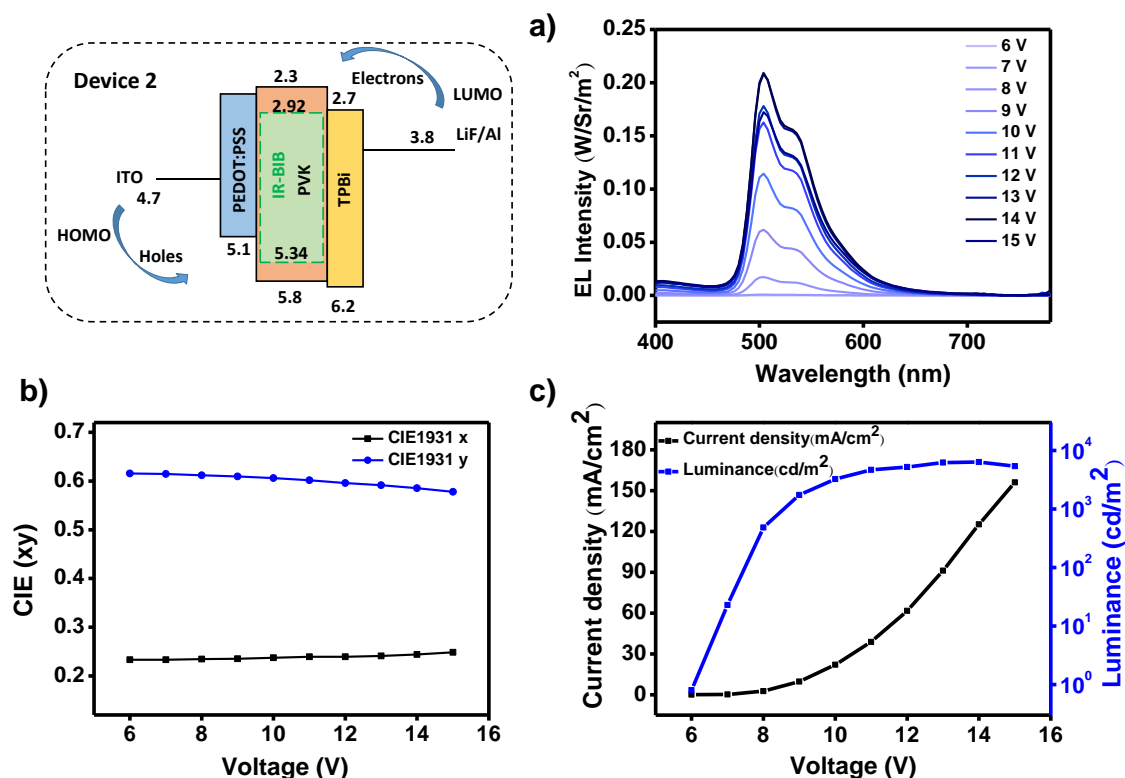 Device 2
2.3
Electrons
LUMO
2.92
2.7
LiF/Al
3.8
PEDOT:PSS
IR-BIB
PVK
TPBi
ITO
4.7
HOMO
Holes
5.1
5.34
5.8
6.2
a)
EL Intensity (W/Sr/m²)
0.25
0.20
0.15
0.10
0.05
0.00
6 V
7 V
8 V
9 V
10 V
11 V
12 V
13 V
14 V
15 V
400 500 600 700
Wavelength (nm)
b)
CIE (xy)
0.7
0.6
0.5
0.4
0.3
0.2
CIE1931 x
CIE1931 y
6 8 10 12 14 16
Voltage (V)
c)
Current density (mA/cm²)
180
150
120
90
60
30
0
Current density(mA/cm²)
Luminance(cd/m²)
10⁴
10³
10²
10¹
10⁰
Luminance (cd/m²)
6 8 10 12 14 16
Voltage (V)